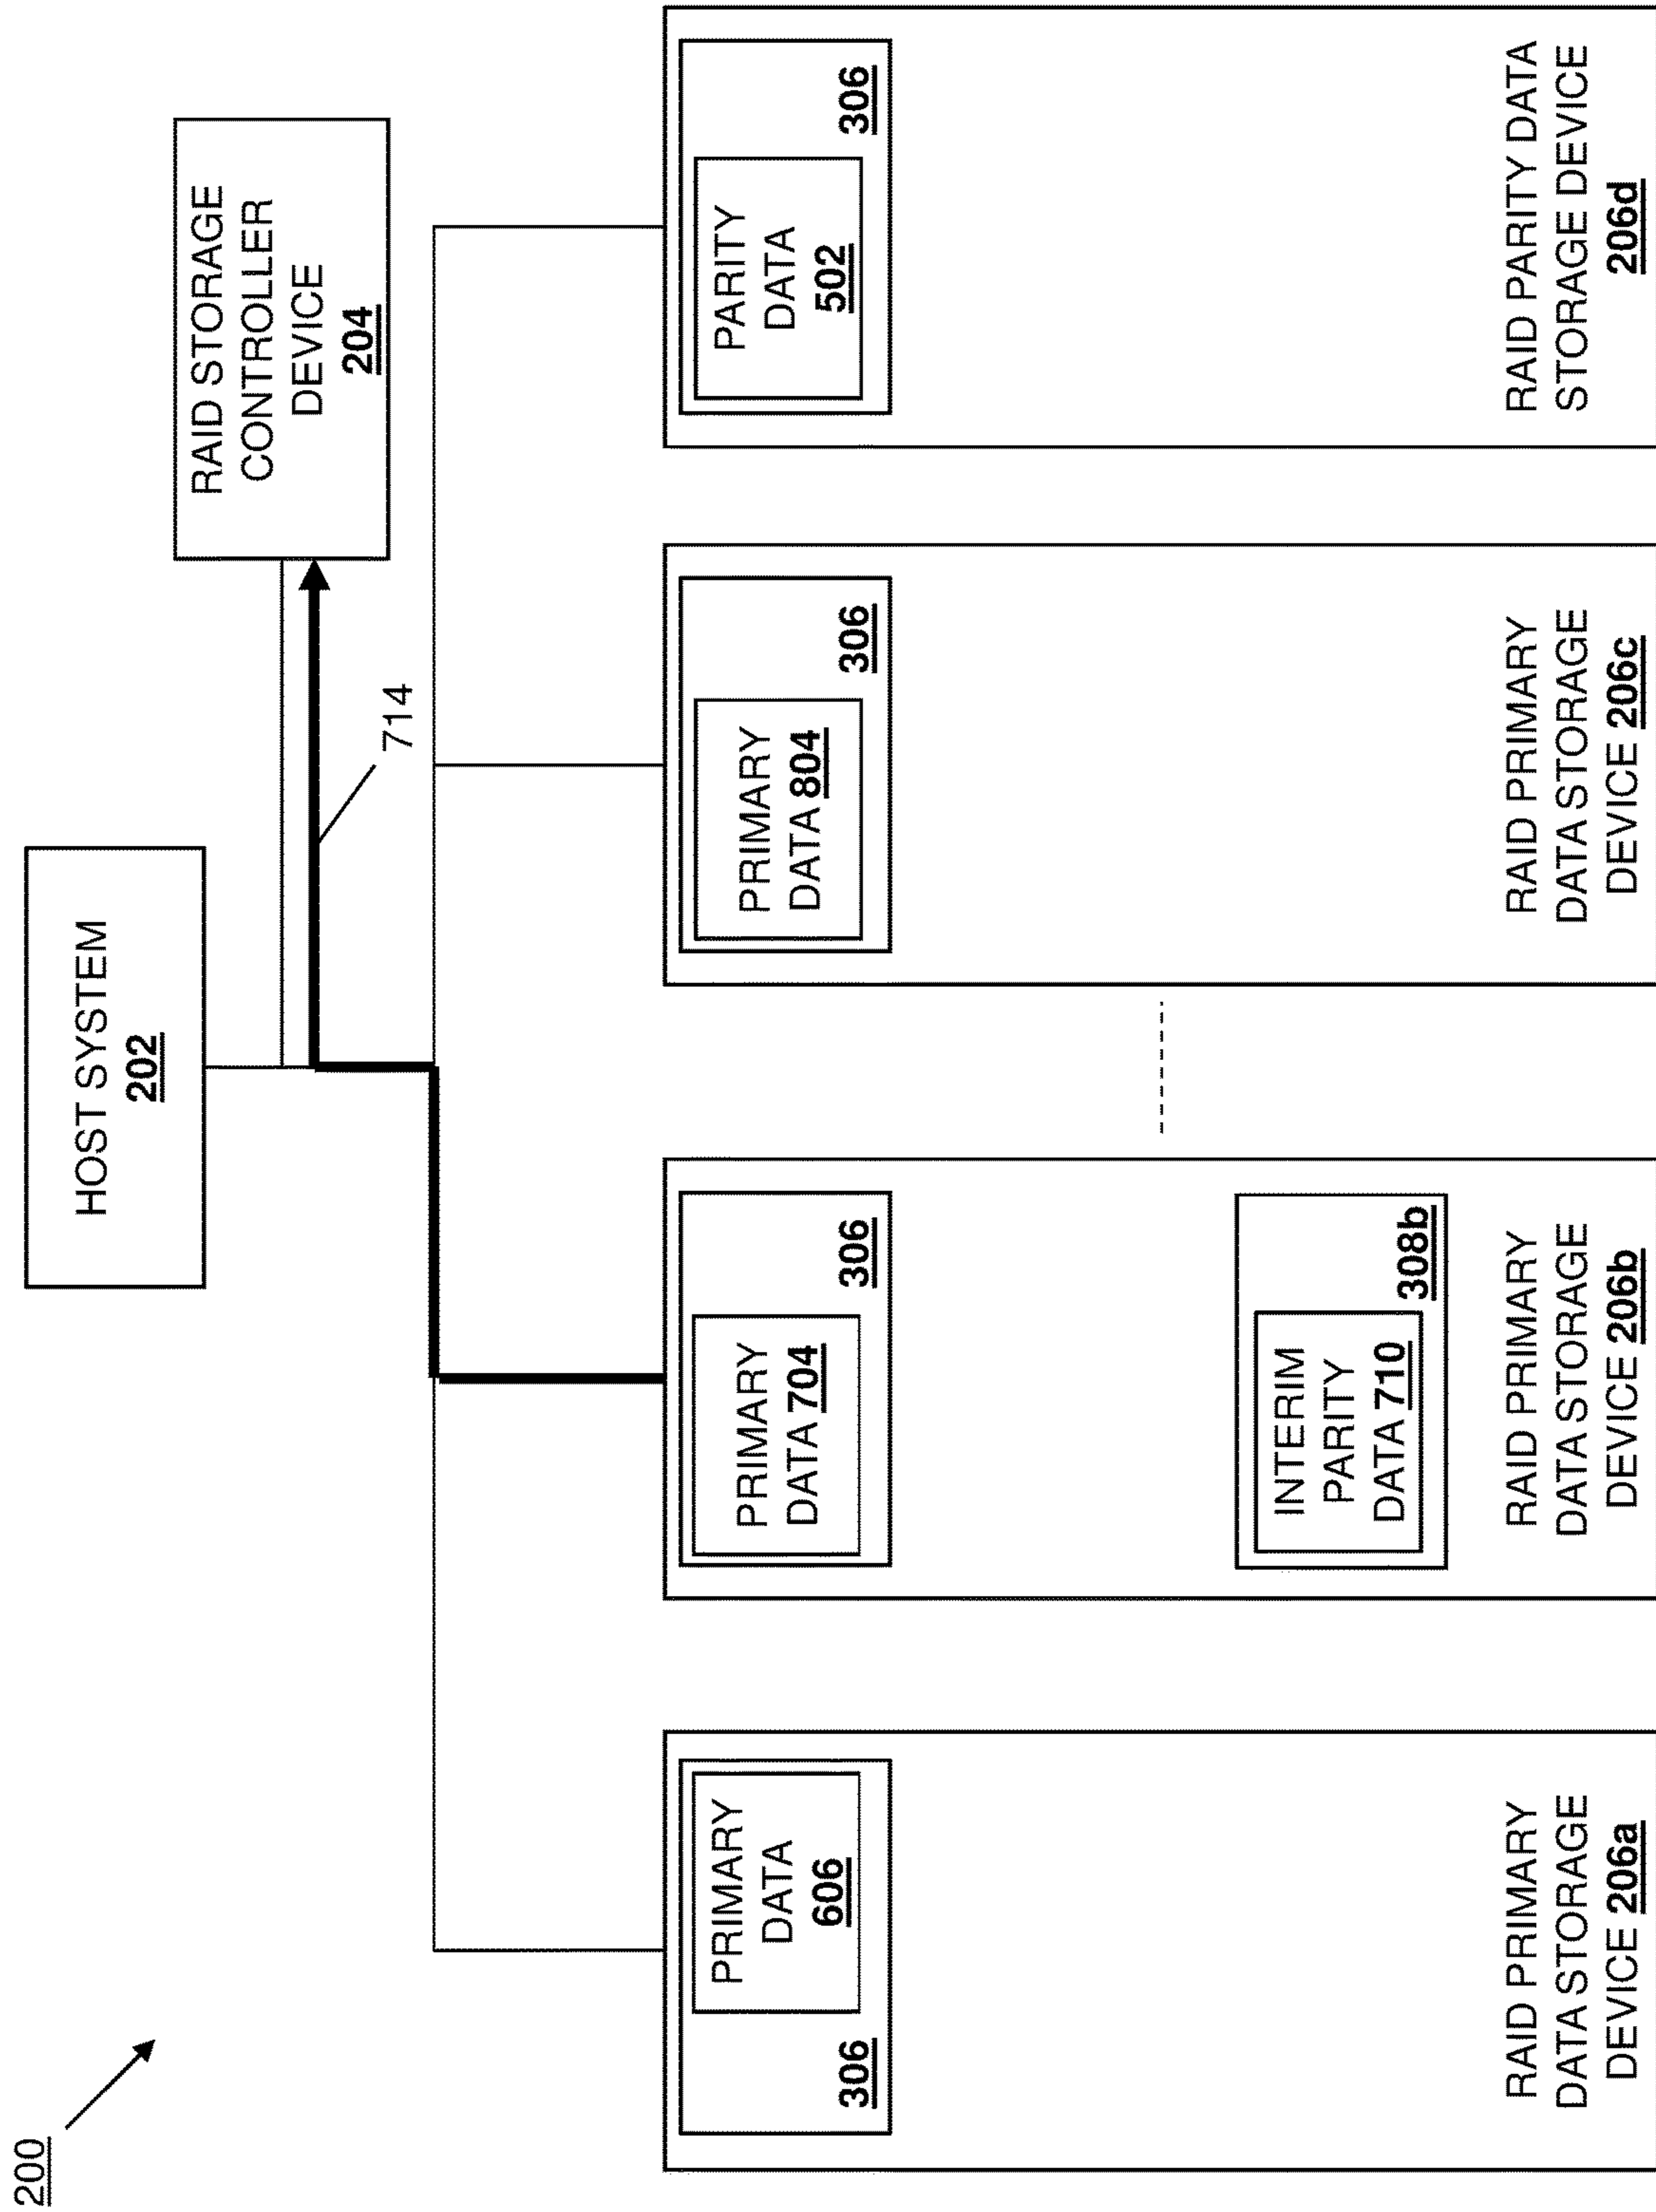 200
HOST SYSTEM
202
RAID STORAGE
CONTROLLER
DEVICE
204
714
PRIMARY
DATA
606
306
RAID PRIMARY
DATA STORAGE
DEVICE 206a
PRIMARY
DATA 704
306
INTERIM
PARITY
DATA 710
308b
RAID PRIMARY
DATA STORAGE
DEVICE 206b
PRIMARY
DATA 804
306
RAID PRIMARY
DATA STORAGE
DEVICE 206c
PARITY
DATA
502
306
RAID PARITY DATA
STORAGE DEVICE
206d